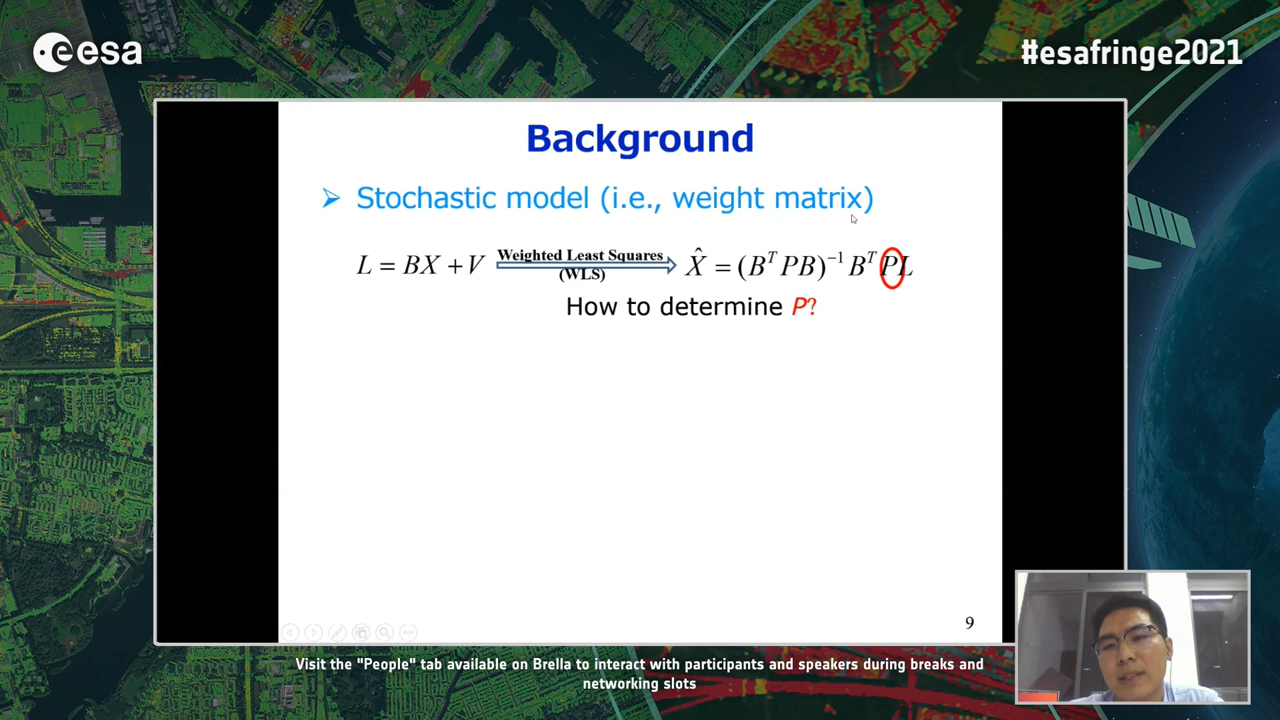 esa
#esafringe2021
Background
➢ Stochastic model (i.e., weight matrix)
L = BX + V Weighted Least Squares (WLS) X̂ = (BᵀPB)⁻¹BᵀPL
How to determine P?
9
Visit the "People" tab available on Brella to interact with participants and speakers during breaks and
networking slots